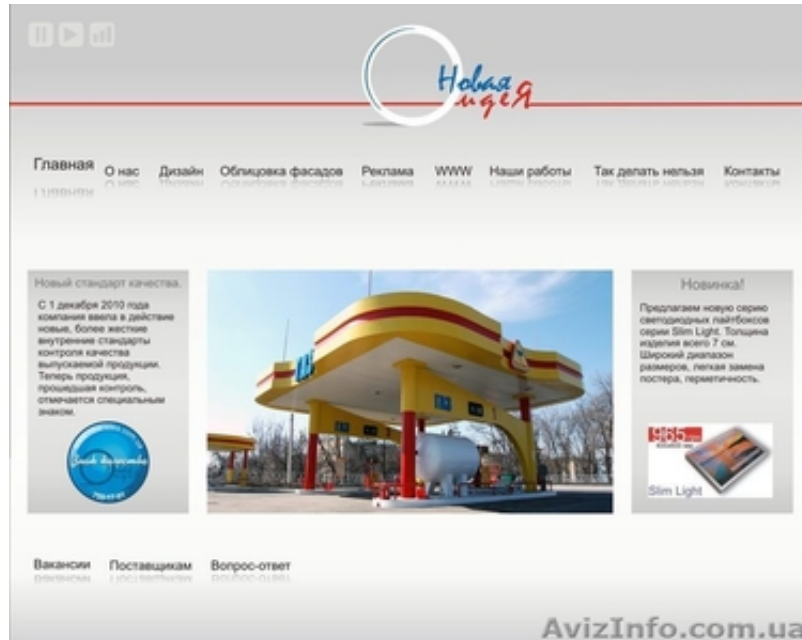 Новая
идея
Главная О нас Дизайн Облицовка фасадов Реклама WWW Наши работы Так делать нельзя Контакты
Новый стандарт качества.
С 1 декабря 2010 года
компания ввела в действие
новые, более жесткие
внутренние стандарты
контроля качества
выпускаемой продукции.
Теперь продукция,
прошедшая контроль,
отмечается специальным
знаком.
Знак качества
Новинка!
Предлагаем новую серию
светодиодных лайтбоксов
серии Slim Light. Толщина
изделия всего 7 см.
Широкий диапазон
размеров, легкая замена
постера, герметичность.
965
Slim Light
Вакансии Поставщикам Вопрос-ответ
AvizInfo.com.ua